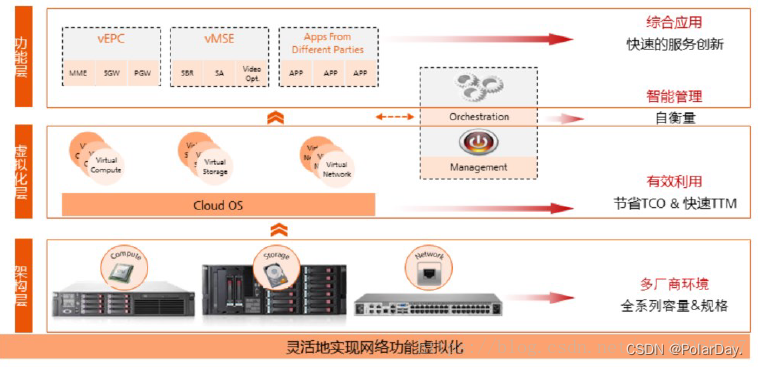 功能层
vEPC
MME SGW PGW
vMSE
SBR SA Video Opt.
Apps From
Different Parties
APP APP APP
综合应用
快速的服务创新
Orchestration
Management
智能管理
自衡量
虚拟化层
Virtual
Compute
Virtual
Storage
Virtual
Network
Cloud OS
有效利用
节省TCO & 快速TTM
架构层
Compute
Storage
Network
多厂商环境
全系列容量&规格
灵活地实现网络功能虚拟化
CSDN @PolarDay.